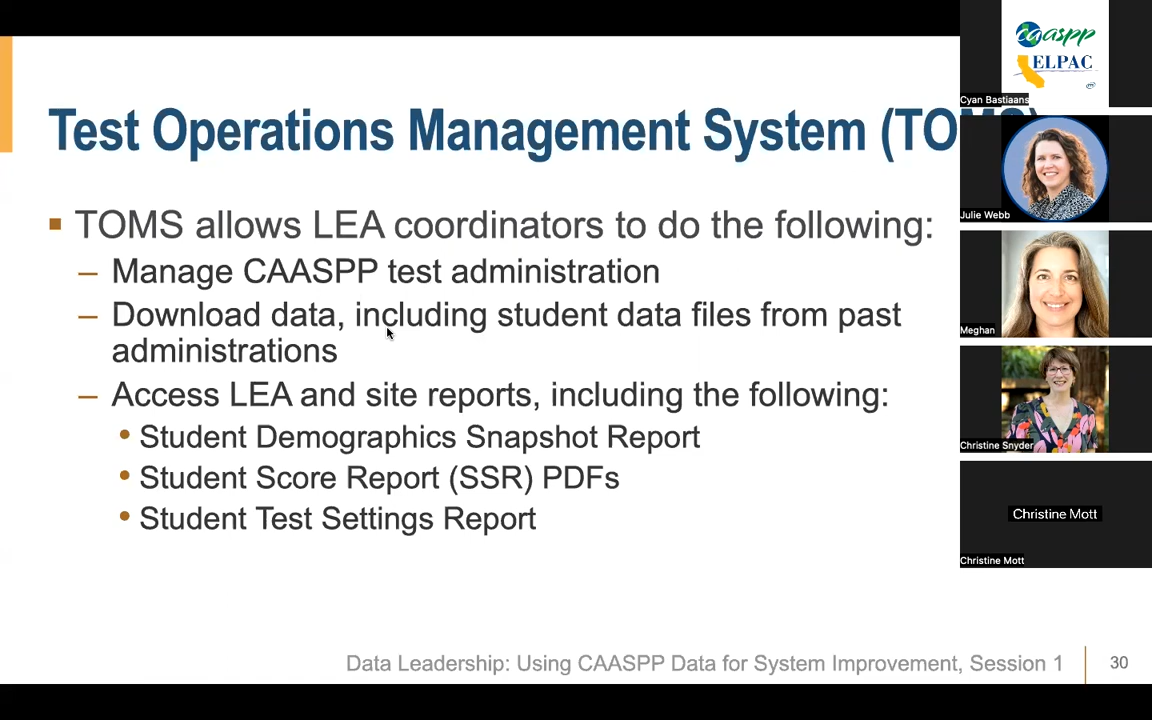 Test Operations Management System (TOMS)
▪ TOMS allows LEA coordinators to do the following:
– Manage CAASPP test administration
– Download data, including student data files from past
administrations
– Access LEA and site reports, including the following:
• Student Demographics Snapshot Report
• Student Score Report (SSR) PDFs
• Student Test Settings Report
Data Leadership: Using CAASPP Data for System Improvement, Session 1
30
caaspp
ELPAC
Cyan Bastiaans
Julie Webb
Meghan
Christine Snyder
Christine Mott
Christine Mott